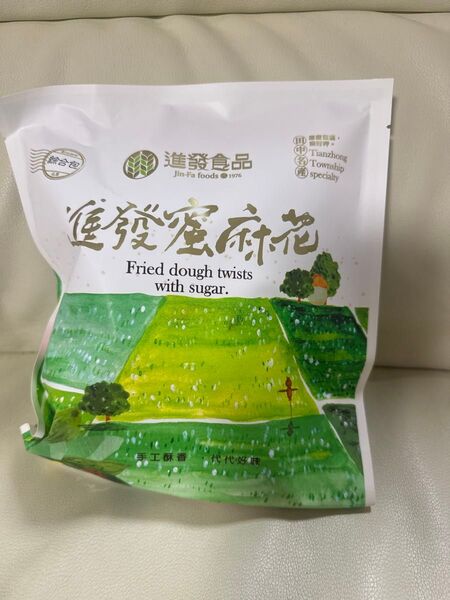 綜合包
進發食品
Jin-Fa foods 1976
田中名產
Tianzhong
Township
specialty
進發蜜麻花
Fried dough twists
with sugar.
手工酥香 代代好味